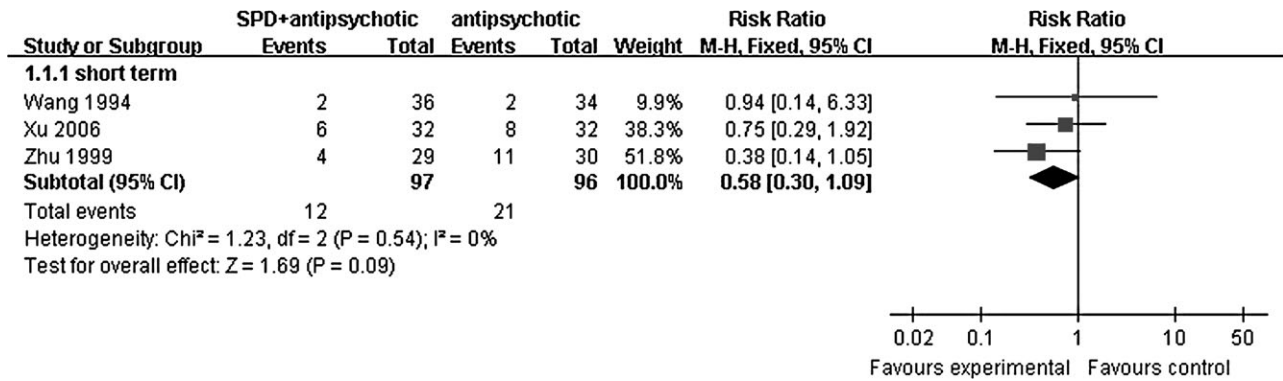 SPD+antipsychotic antipsychotic Risk Ratio Risk Ratio
Study or Subgroup Events Total Events Total Weight M-H, Fixed, 95% CI M-H, Fixed, 95% CI
1.1.1 short term
Wang 1994 2 36 2 34 9.9% 0.94 [0.14, 6.33]
Xu 2006 6 32 8 32 38.3% 0.75 [0.29, 1.92]
Zhu 1999 4 29 11 30 51.8% 0.38 [0.14, 1.05]
Subtotal (95% CI) 97 96 100.0% 0.58 [0.30, 1.09]
Total events 12 21
Heterogeneity: Chi² = 1.23, df = 2 (P = 0.54); I² = 0%
Test for overall effect: Z = 1.69 (P = 0.09)
0.02 0.1 1 10 50
Favours experimental Favours control